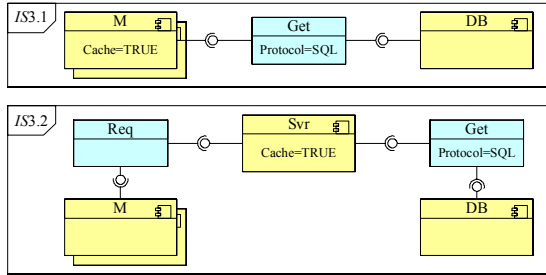 IS3.1
M
Cache=TRUE
Get
Protocol=SQL
DB
IS3.2
Req
Svr
Cache=TRUE
Get
Protocol=SQL
M
DB